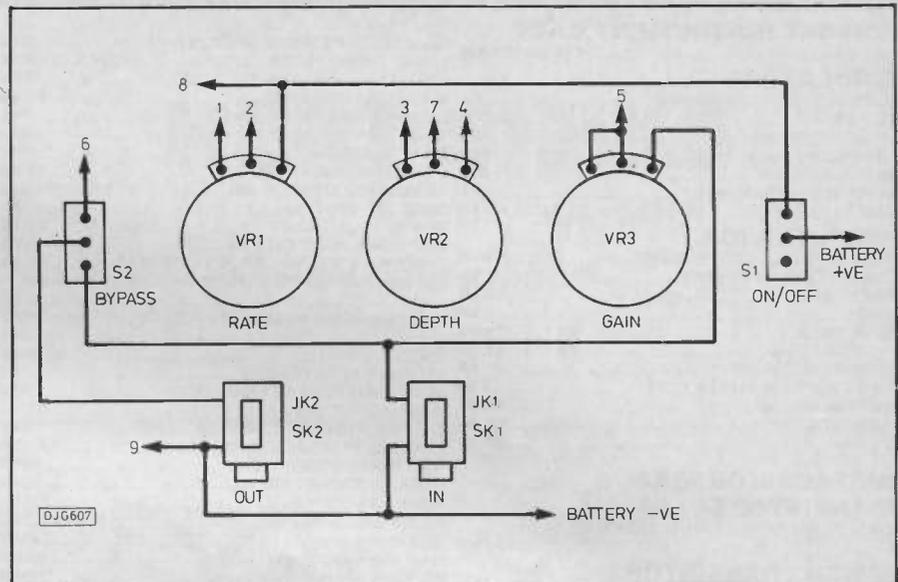 8
1 2
3 7 4
5
6
VR1
VR2
VR3
S2
BYPASS
S1
ON/OFF
BATTERY
+VE
RATE
DEPTH
GAIN
JK2
SK2
JK1
SK1
9
OUT
IN
DJG607
BATTERY -VE